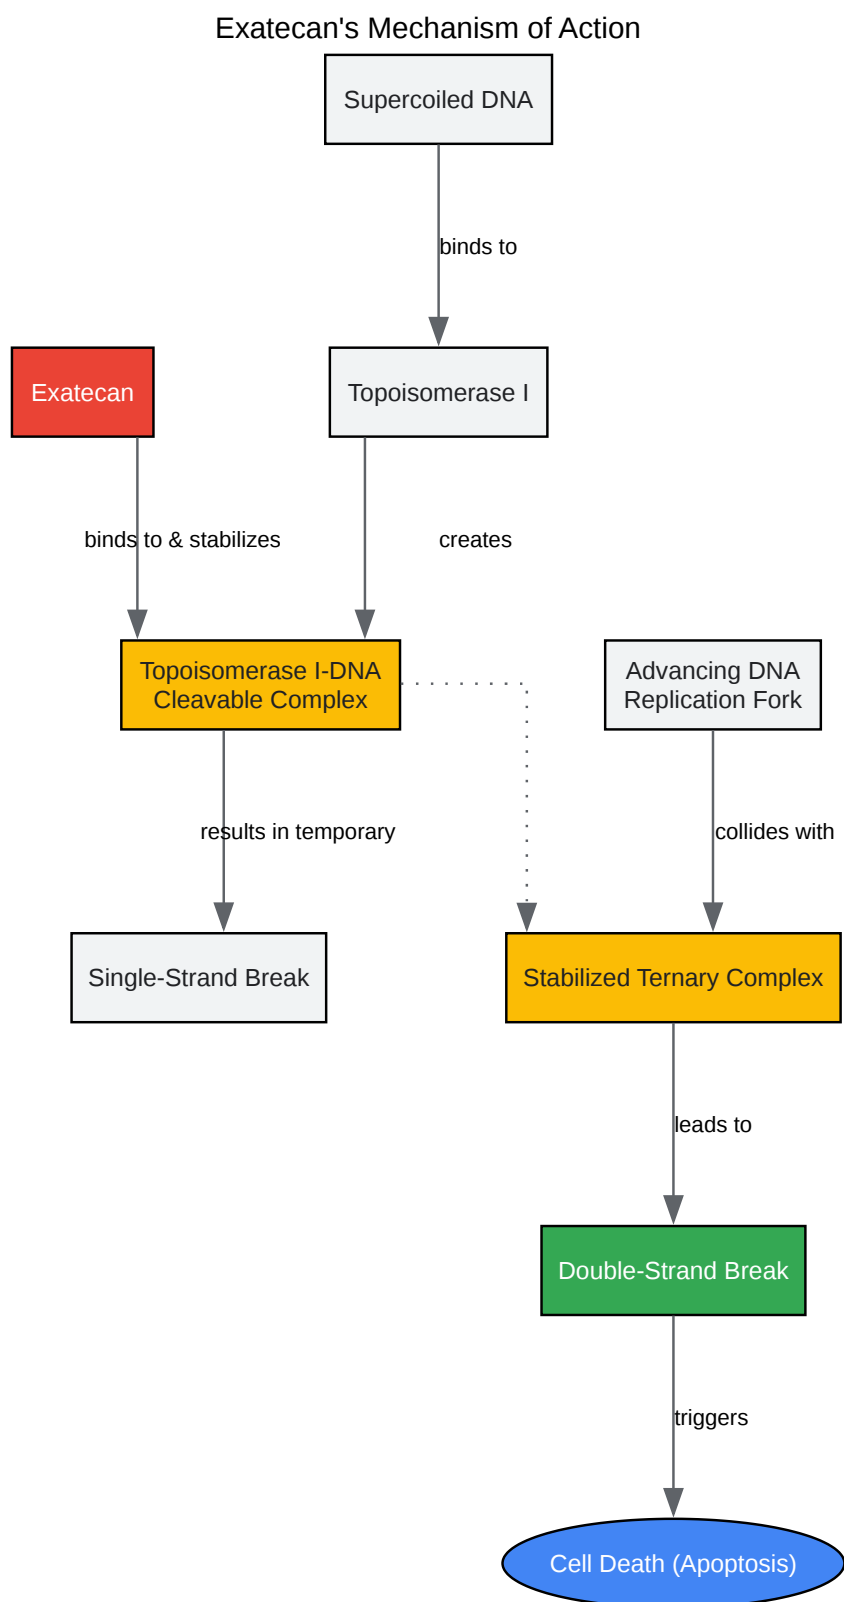 Exatecan's Mechanism of Action
Supercoiled DNA
binds to
Exatecan
Topoisomerase I
binds to & stabilizes
creates
Topoisomerase I-DNA
Cleavable Complex
Advancing DNA
Replication Fork
results in temporary
collides with
Single-Strand Break
Stabilized Ternary Complex
leads to
Double-Strand Break
triggers
Cell Death (Apoptosis)